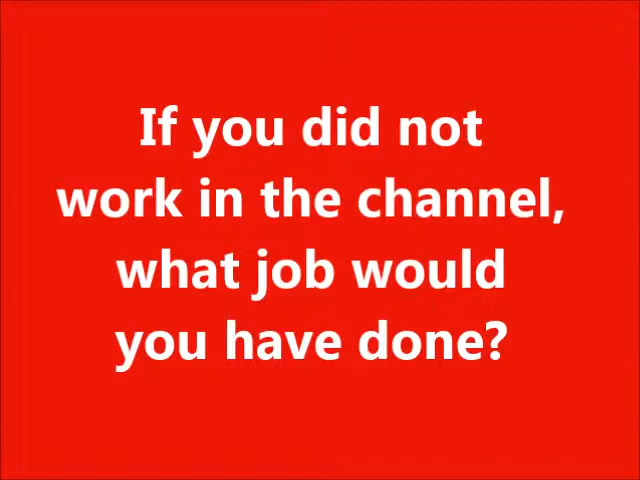 If you did not
work in the channel,
what job would
you have done?